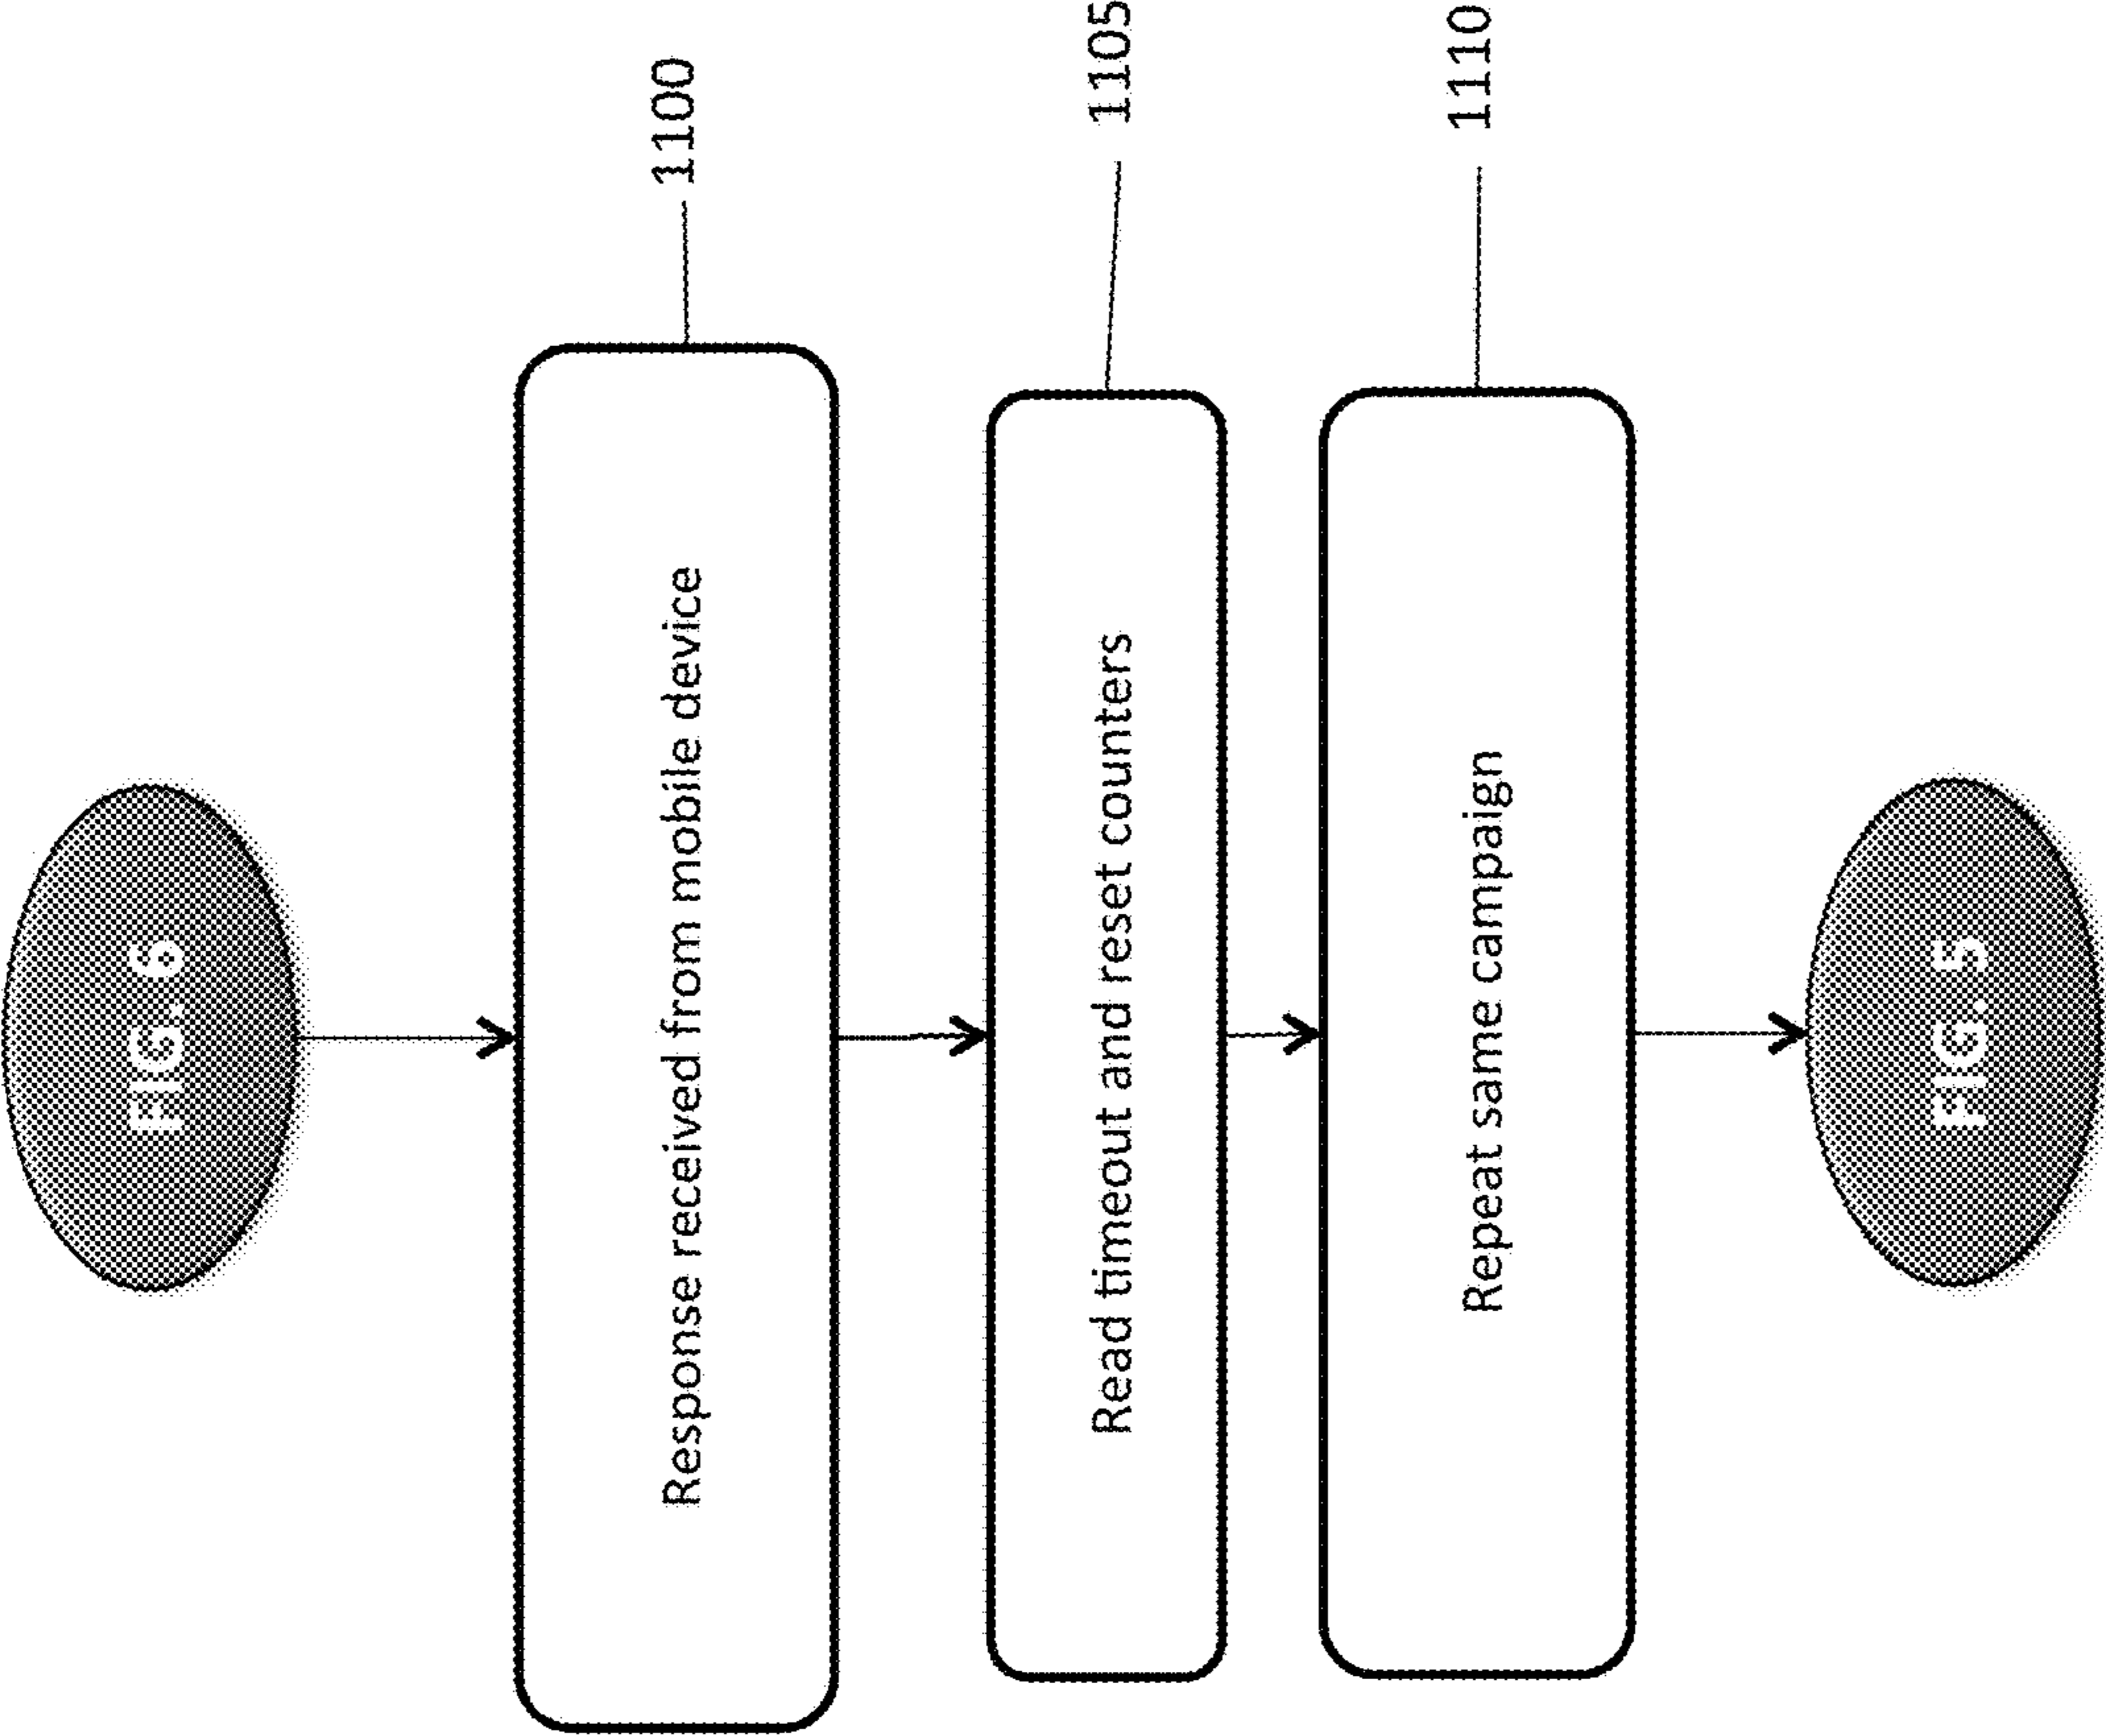 FIG. 6
Response received from mobile device
1100
Read timeout and reset counters
1105
Repeat same campaign
1110
FIG. 5